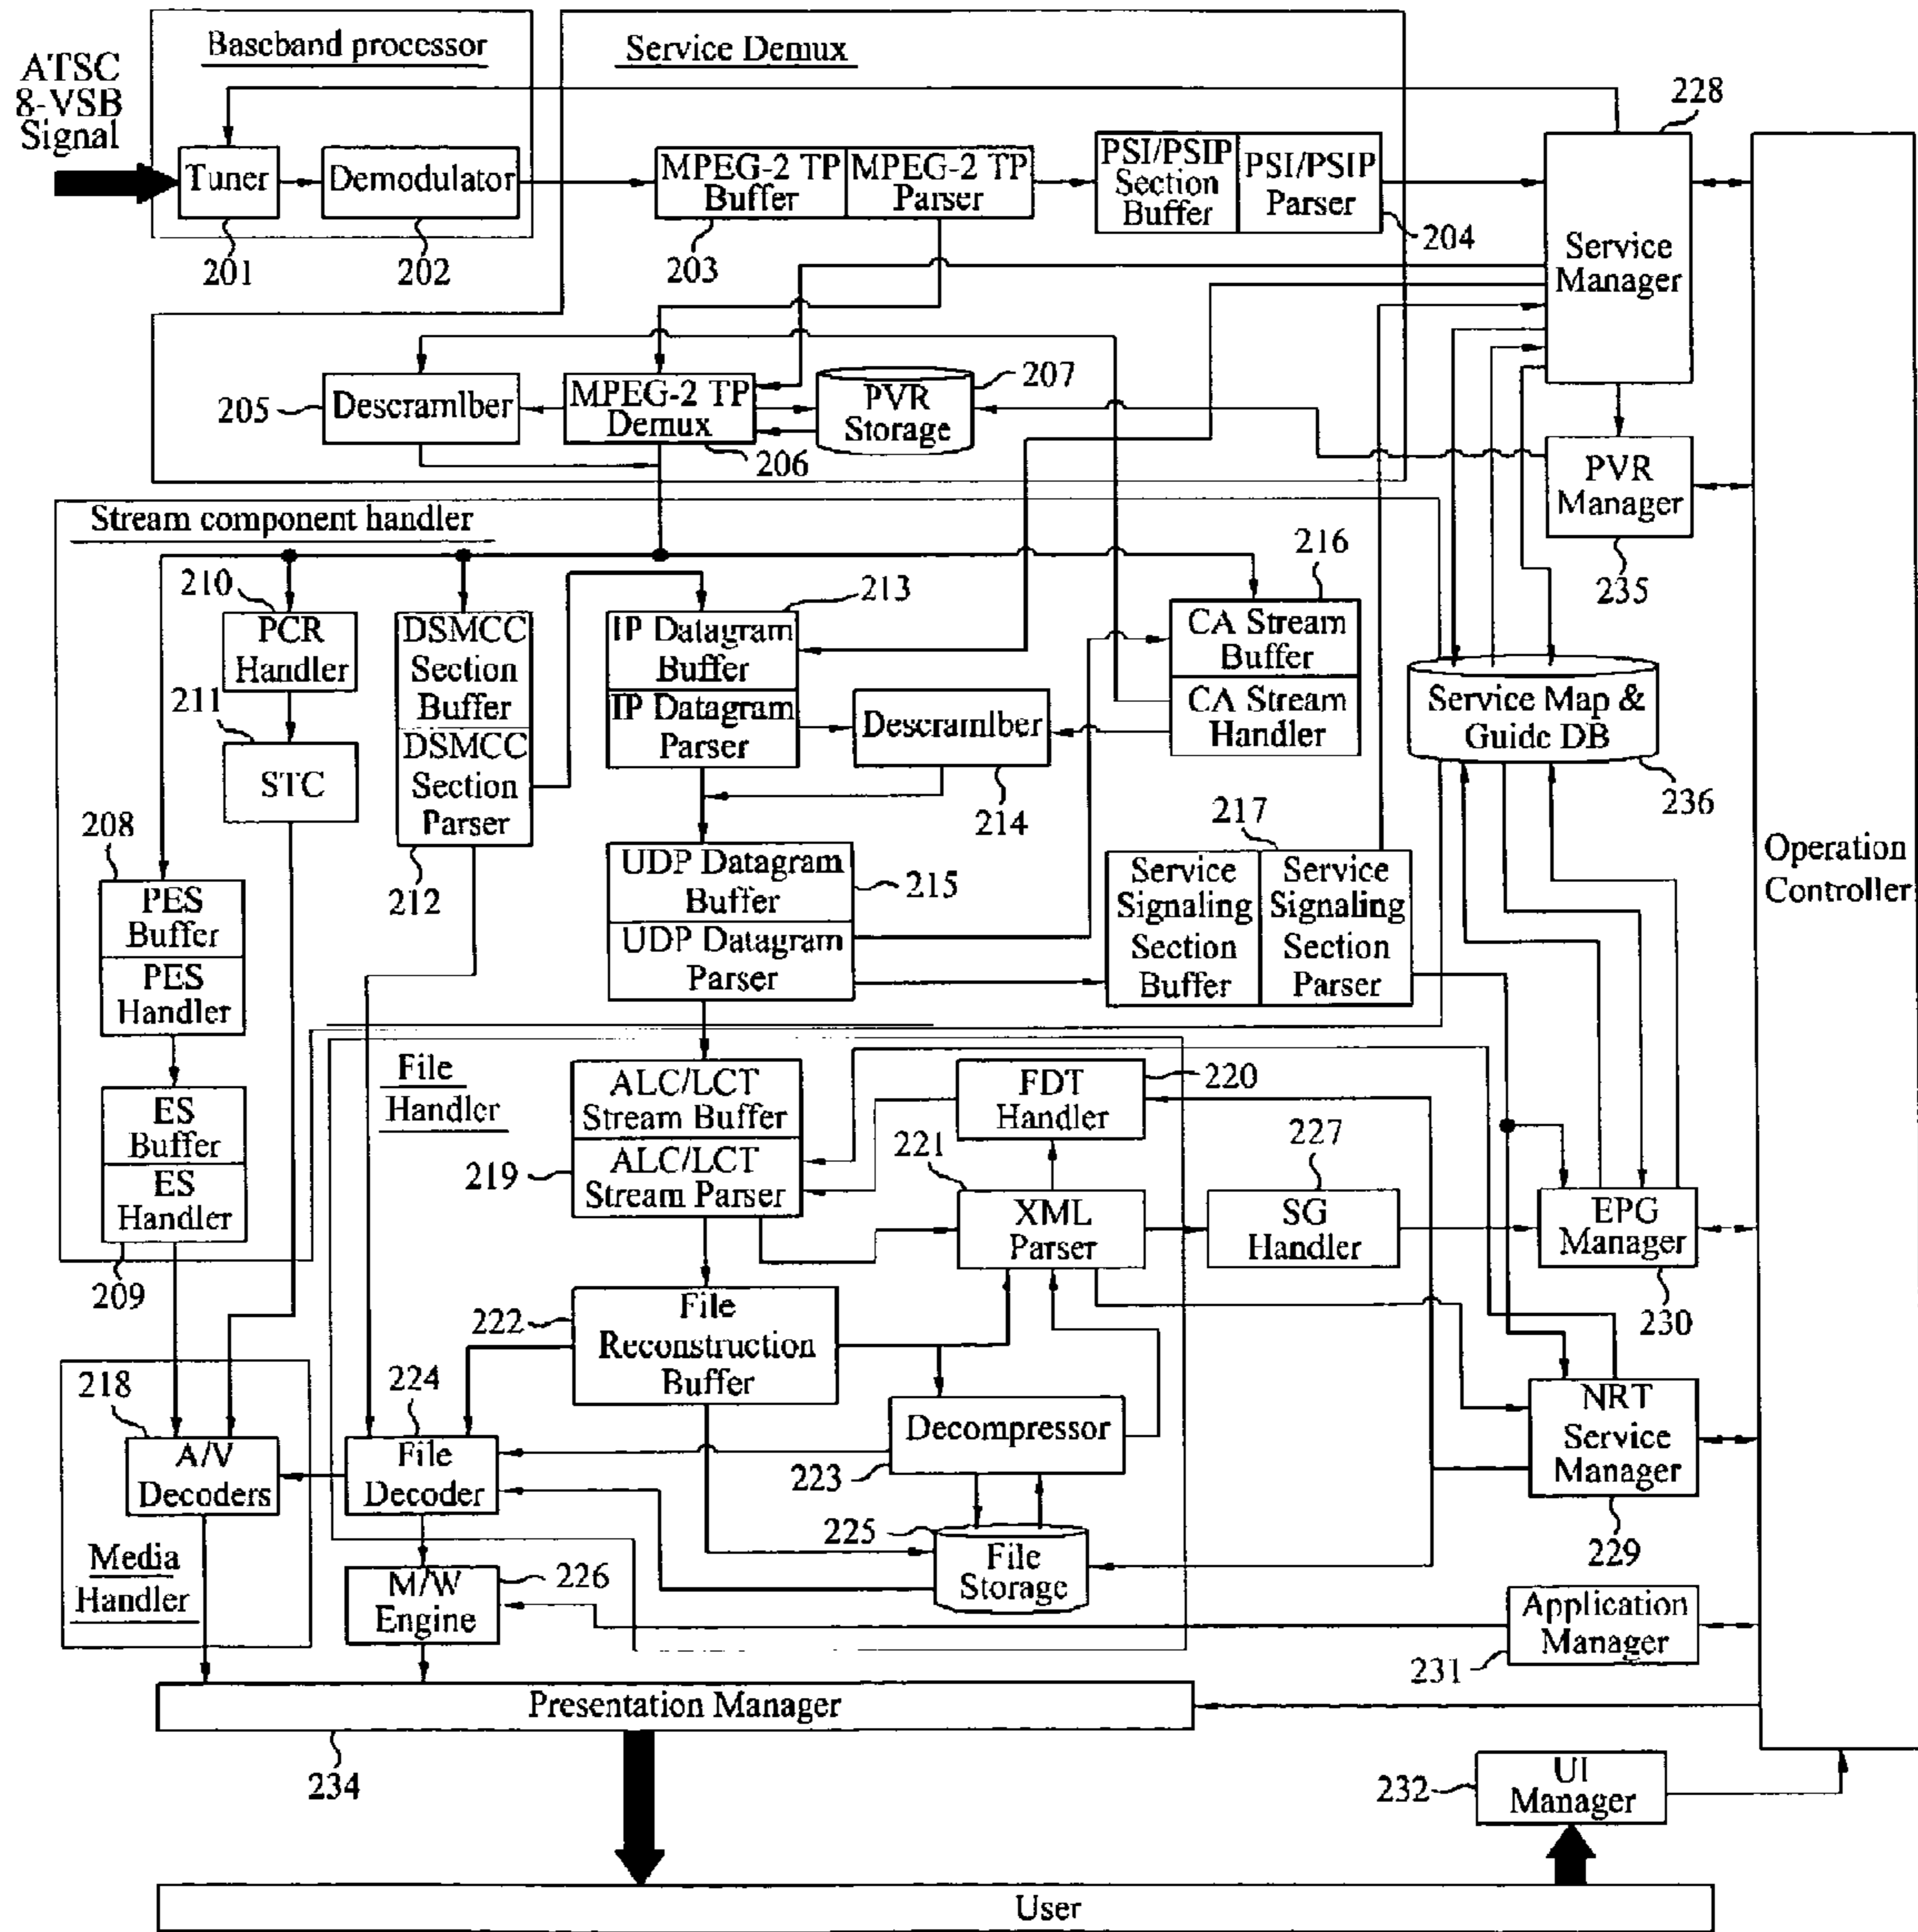 Baseband processor
Service Demux
ATSC
8-VSB
Signal
228
Tuner
Demodulator
MPEG-2 TP
Buffer
MPEG-2 TP
Parser
PSI/PSIP
Section
Buffer
PSI/PSIP
Parser
201
202
203
204
Service
Manager
205
Descramlber
MPEG-2 TP
Demux
206
PVR
Storage
207
PVR
Manager
235
Stream component handler
210
PCR
Handler
211
STC
DSMCC
Section
Buffer
DSMCC
Section
Parser
212
213
IP Datagram
Buffer
IP Datagram
Parser
Descramlber
214
216
CA Stream
Buffer
CA Stream
Handler
Service Map &
Guide DB
236
Operation
Controller
208
PES
Buffer
PES
Handler
UDP Datagram
Buffer
UDP Datagram
Parser
215
217
Service
Signaling
Section
Buffer
Service
Signaling
Section
Parser
ES
Buffer
ES
Handler
209
File
Handler
ALC/LCT
Stream Buffer
ALC/LCT
Stream Parser
219
FDT
Handler
220
221
XML
Parser
227
SG
Handler
EPG
Manager
230
222
File
Reconstruction
Buffer
Decompressor
223
NRT
Service
Manager
229
218
A/V
Decoders
Media
Handler
224
File
Decoder
225
File
Storage
M/W
Engine
226
Application
Manager
231
Presentation Manager
234
232
UI
Manager
User